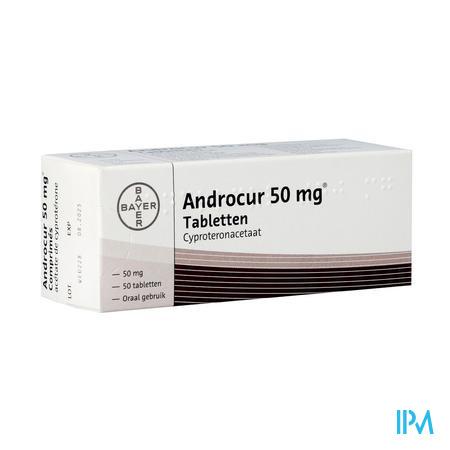 Androcur 50 mg
Comprimés
acétate de cyprotérone
LOT
EXP
08.2025
BAYER
BAYER
Androcur 50 mg®
Tabletten
Cyproteronacetaat
— 50 mg
— 50 tabletten
— Oraal gebruik
IPM